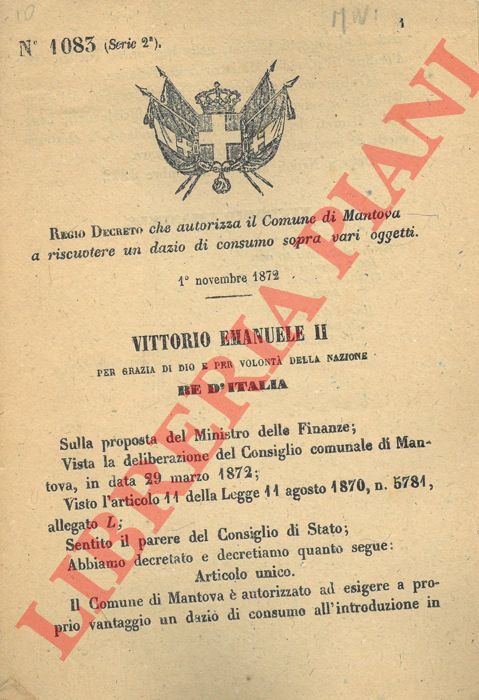 1
N° 1083 (Serie 2ª).
REGIO DECRETO che autorizza il Comune di Mantova
a riscuotere un dazio di consumo sopra vari oggetti.
1° novembre 1872
VITTORIO EMANUELE II
PER GRAZIA DI DIO E PER VOLONTÀ DELLA NAZIONE
RE D'ITALIA
Sulla proposta del Ministro delle Finanze;
Vista la deliberazione del Consiglio comunale di Man-
tova, in data 29 marzo 1872;
Visto l'articolo 11 della Legge 11 agosto 1870, n. 5781,
allegato L;
Sentito il parere del Consiglio di Stato;
Abbiamo decretato e decretiamo quanto segue:
Articolo unico.
Il Comune di Mantova è autorizzato ad esigere a pro-
prio vantaggio un dazio di consumo all'introduzione in
LIBRERIA PIANI